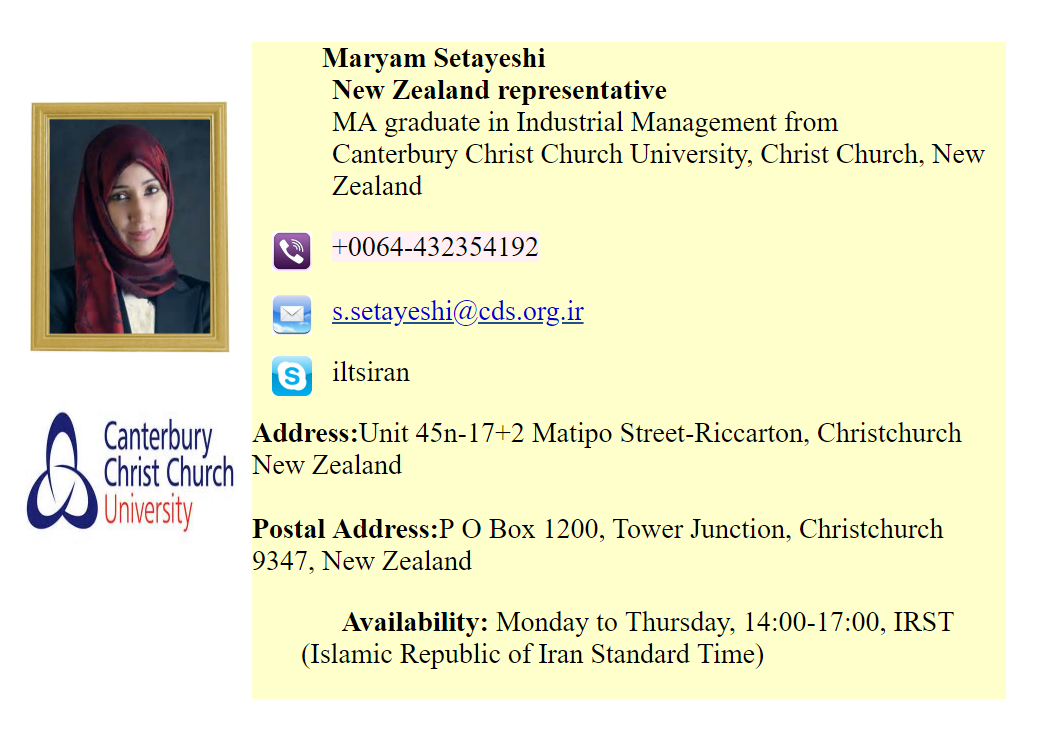 Maryam Setayeshi
New Zealand representative
MA graduate in Industrial Management from
Canterbury Christ Church University, Christ Church, New
Zealand
+0064-432354192
s.setayeshi@cds.org.ir
iltsiran
Canterbury
Christ Church
University
Address:Unit 45n-17+2 Matipo Street-Riccarton, Christchurch
New Zealand
Postal Address:P O Box 1200, Tower Junction, Christchurch
9347, New Zealand
Availability: Monday to Thursday, 14:00-17:00, IRST
(Islamic Republic of Iran Standard Time)